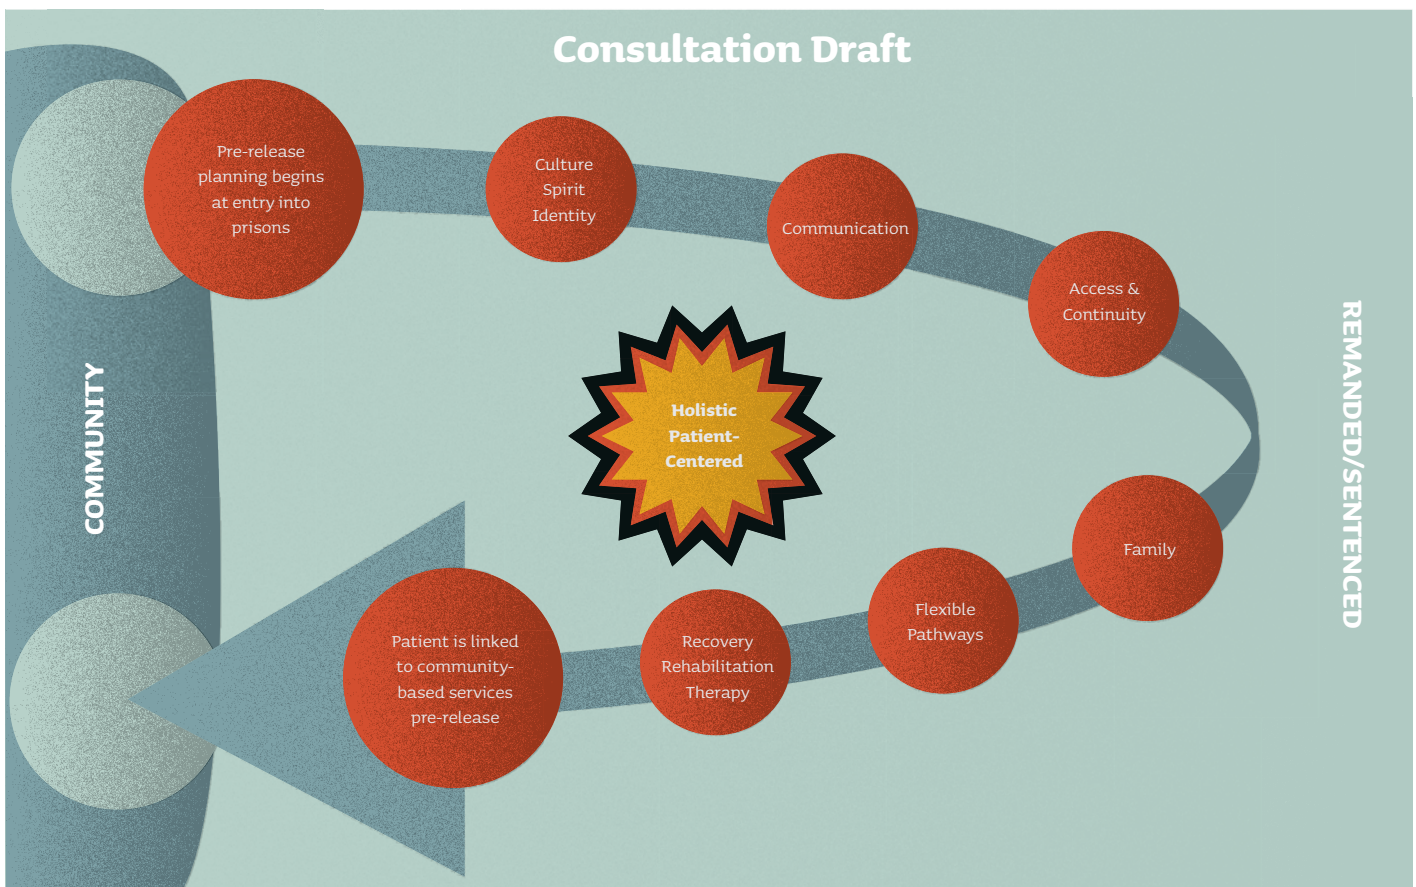 Consultation Draft
Pre-release
planning begins
at entry into
prisons
Culture
Spirit
Identity
Communication
Access &
Continuity
REMANDED/SENTENCED
COMMUNITY
Holistic
Patient-
Centered
Family
Flexible
Pathways
Recovery
Rehabilitation
Therapy
Patient is linked
to community-
based services
pre-release